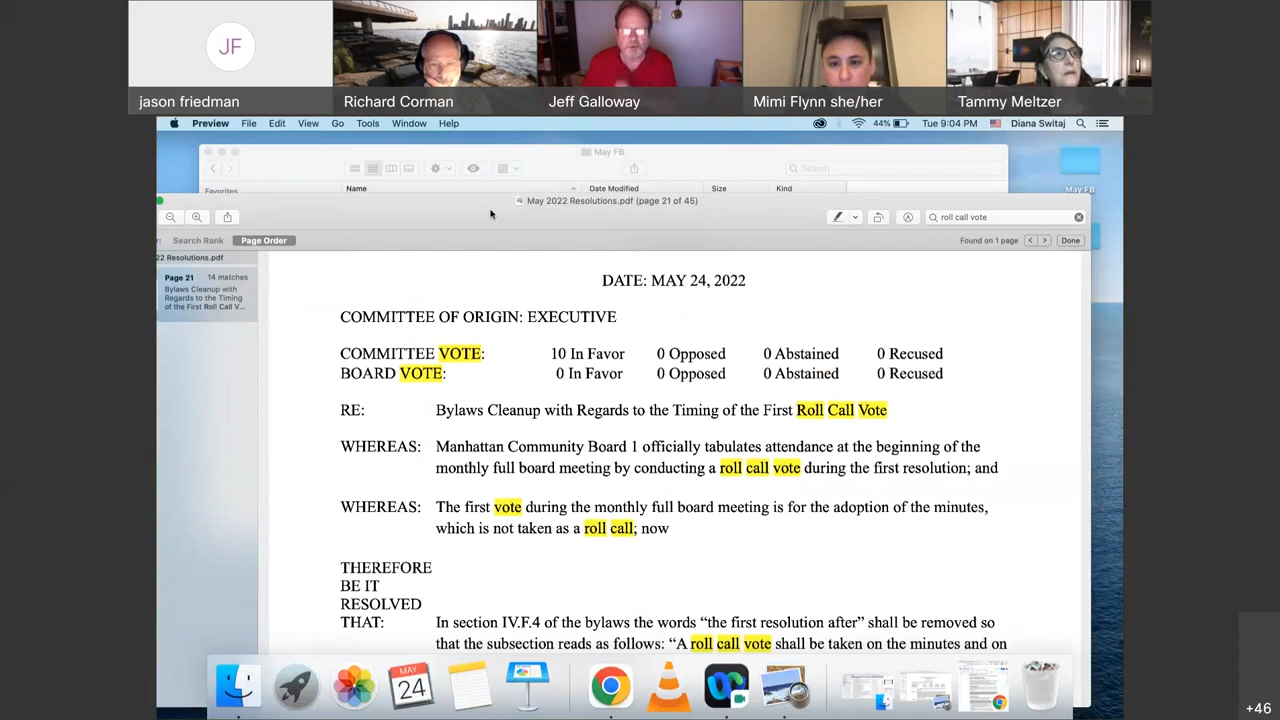 JF
jason friedman
Richard Corman
Jeff Galloway
Mimi Flynn she/her
Tammy Meltzer
Preview File Edit View Go Tools Window Help 44% Tue 9:04 PM Diana Switaj
May FB
Search
Favorites
Name Date Modified Size Kind
May FB
May 2022 Resolutions.pdf (page 21 of 45)
roll call vote
Search Rank Page Order Found on 1 page Done
22 Resolutions.pdf
Page 21 14 matches
Bylaws Cleanup with
Regards to the Timing
of the First Roll Call V...
DATE: MAY 24, 2022
COMMITTEE OF ORIGIN: EXECUTIVE
COMMITTEE VOTE: 10 In Favor 0 Opposed 0 Abstained 0 Recused
BOARD VOTE: 0 In Favor 0 Opposed 0 Abstained 0 Recused
RE: Bylaws Cleanup with Regards to the Timing of the First Roll Call Vote
WHEREAS: Manhattan Community Board 1 officially tabulates attendance at the beginning of the
monthly full board meeting by conducting a roll call vote during the first resolution; and
WHEREAS: The first vote during the monthly full board meeting is for the adoption of the minutes,
which is not taken as a roll call; now
THEREFORE
BE IT
RESOLVED
THAT: In section IV.F.4 of the bylaws the words “the first resolution after” shall be removed so
that the subsection reads as follows: “A roll call vote shall be taken on the minutes and on
MAY
24
+46